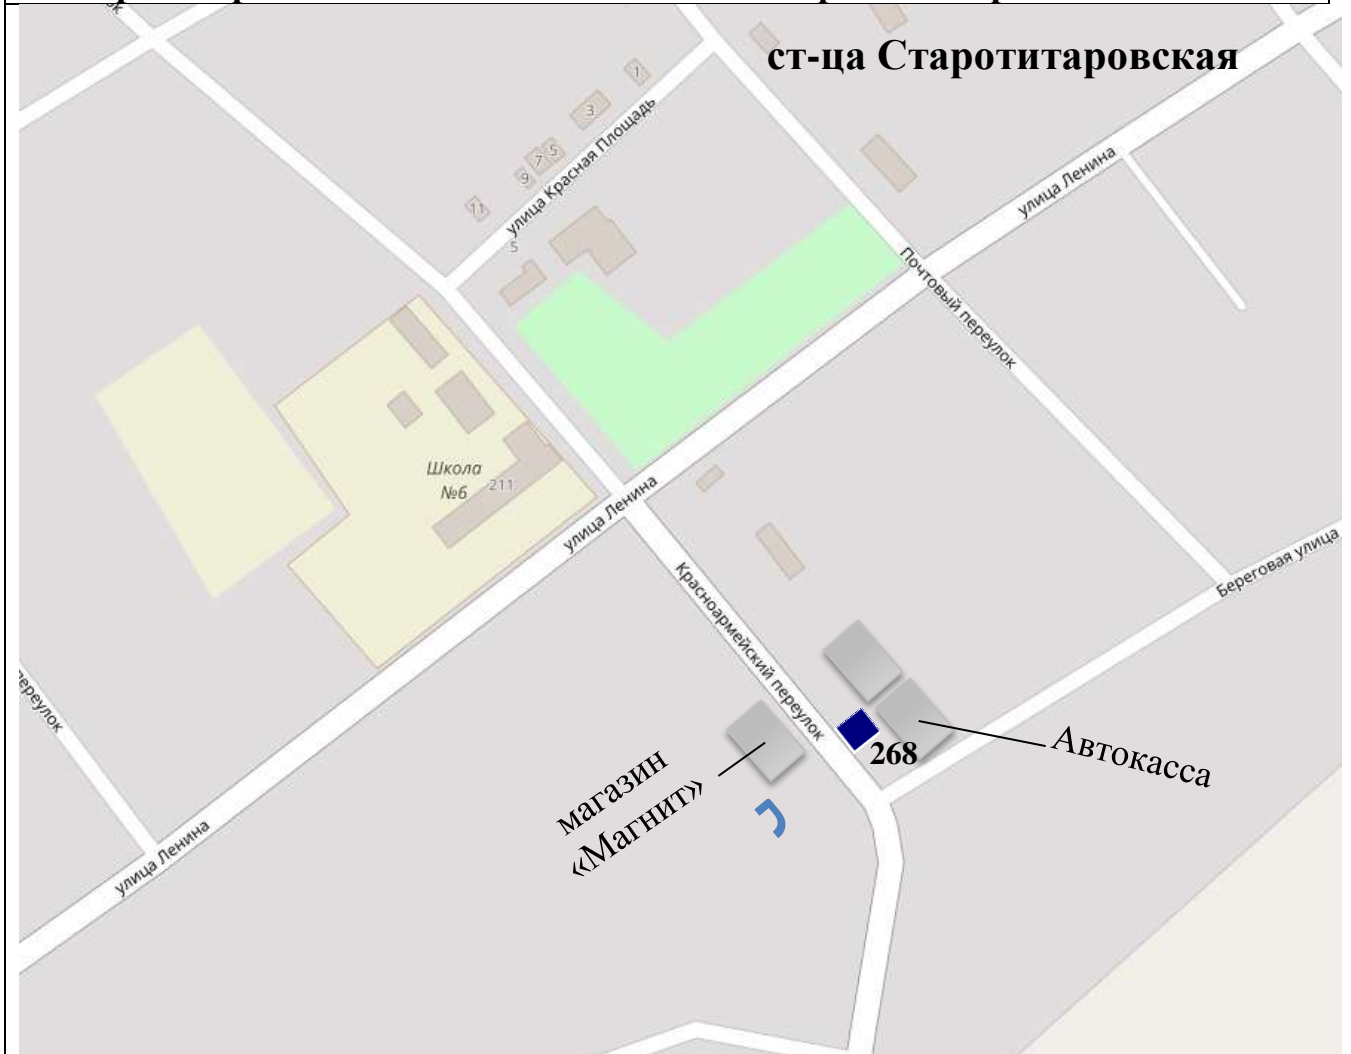 ст-ца Старотитаровская
1
3
5
7
9
11
улица Красная Площадь
5
улица Ленина
Почтовый переулок
Школа
№6
211
улица Ленина
Береговая улица
Красноармейский переулок
переулок
268
Автокасса
магазин
«Магнит»
улица Ленина